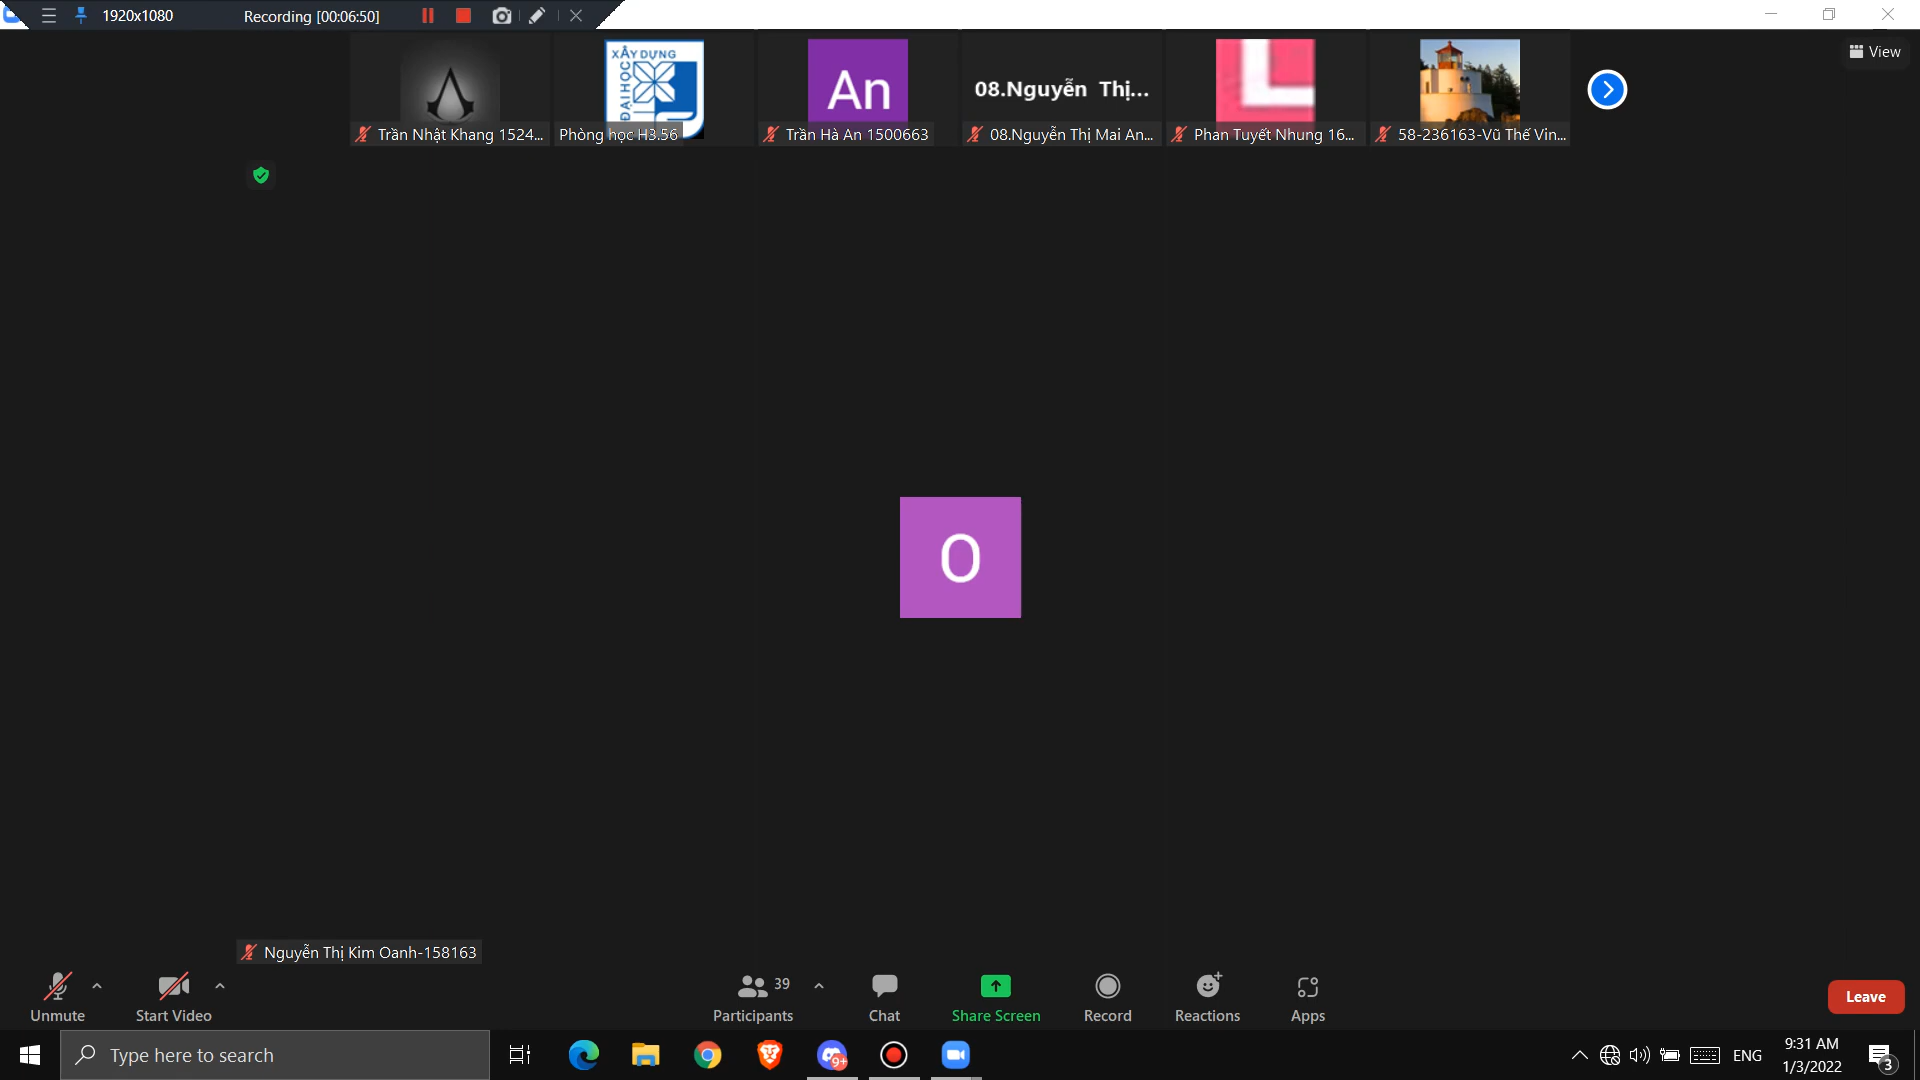 1920x1080
Recording [00:06:50]
View
XÂY DỰNG
ĐẠI HỌC
An
08.Nguyễn Thị...
Trần Nhật Khang 1524...
Phòng học H3.56
Trần Hà An 1500663
08.Nguyễn Thị Mai An...
Phan Tuyết Nhung 16...
58-236163-Vũ Thế Vin...
O
Nguyễn Thị Kim Oanh-158163
39
Unmute
Start Video
Participants
Chat
Share Screen
Record
Reactions
Apps
Leave
Type here to search
9+
ENG
9:31 AM
1/3/2022
3